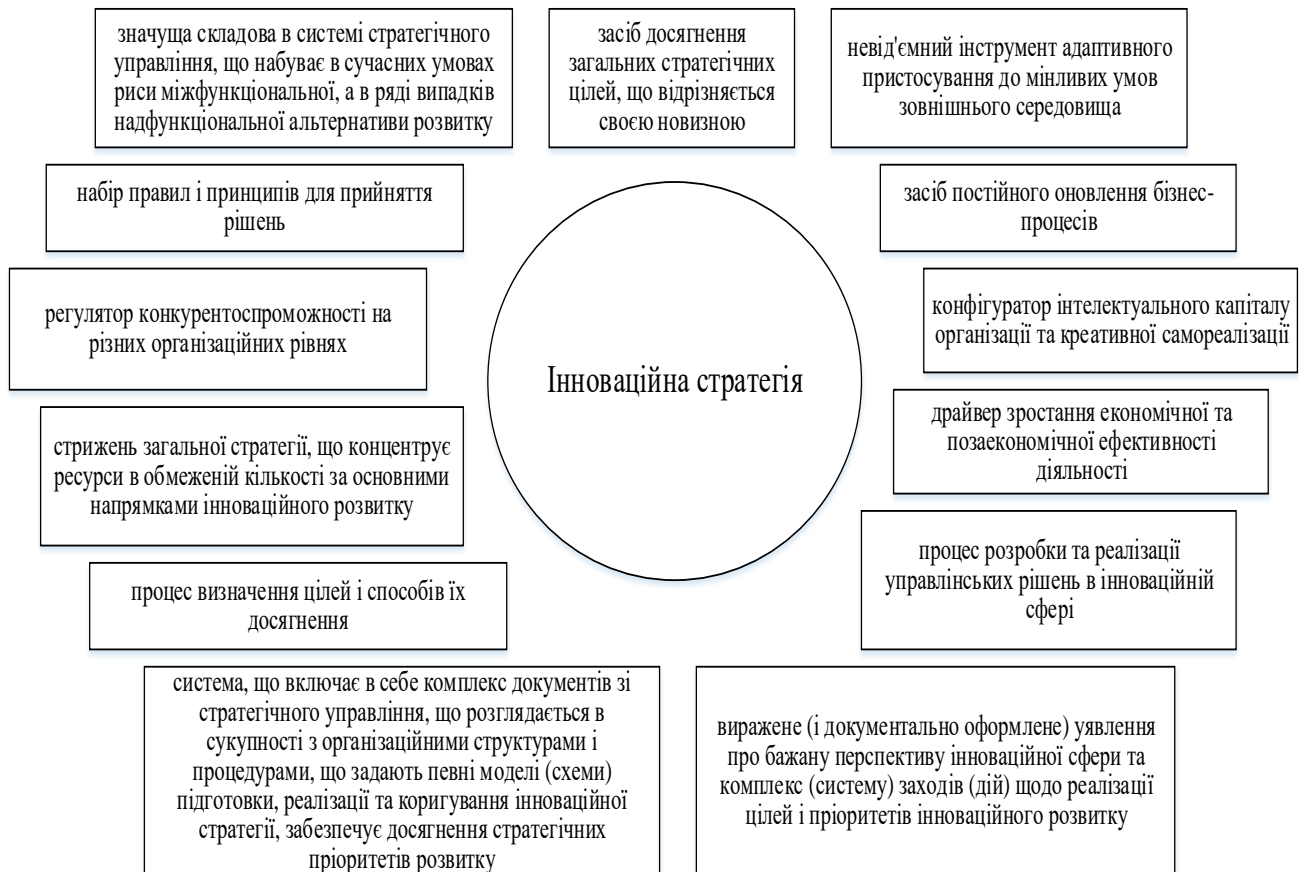 значуща складова в системі стратегічного
управління, що набуває в сучасних умовах
риси міжфункціональної, а в ряді випадків
надфункціональної альтернативи розвитку
засіб досягнення
загальних стратегічних
цілей, що відрізняється
своєю новизною
невід'ємний інструмент адаптивного
пристосування до мінливих умов
зовнішнього середовища
набір правил і принципів для прийняття
рішень
засіб постійного оновлення бізнес-
процесів
регулятор конкурентоспроможності на
різних організаційних рівнях
Інноваційна стратегія
конфігуратор інтелектуального капіталу
організації та креативної самореалізації
стрижень загальної стратегії, що концентрує
ресурси в обмеженій кількості за основними
напрямками інноваційного розвитку
драйвер зростання економічної та
позаекономічної ефективності
діяльності
процес визначення цілей і способів їх
досягнення
процес розробки та реалізації
управлінських рішень в інноваційній
сфері
система, що включає в себе комплекс документів зі
стратегічного управління, що розглядається в
сукупності з організаційними структурами і
процедурами, що задають певні моделі (схеми)
підготовки, реалізації та коригування інноваційної
стратегії, забезпечує досягнення стратегічних
пріоритетів розвитку
виражене (і документально оформлене) уявлення
про бажану перспективу інноваційної сфери та
комплекс (систему) заходів (дій) щодо реалізації
цілей і пріоритетів інноваційного розвитку